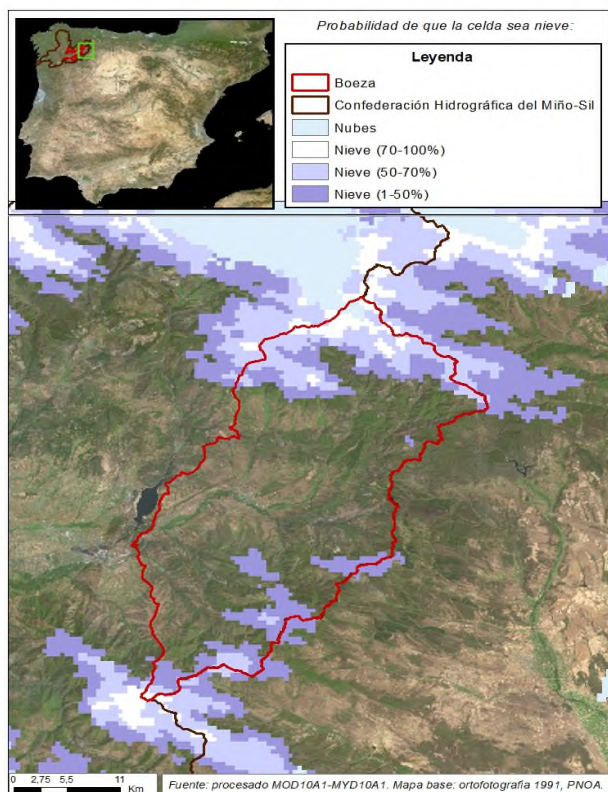 Probabilidad de que la celda sea nieve:
Leyenda
Boeza
Confederación Hidrográfica del Miño-Sil
Nubes
Nieve (70-100%)
Nieve (50-70%)
Nieve (1-50%)
0 2,75 5,5 11
Km
Fuente: procesado MOD10A1-MYD10A1. Mapa base: ortofotografía 1991, PNOA.